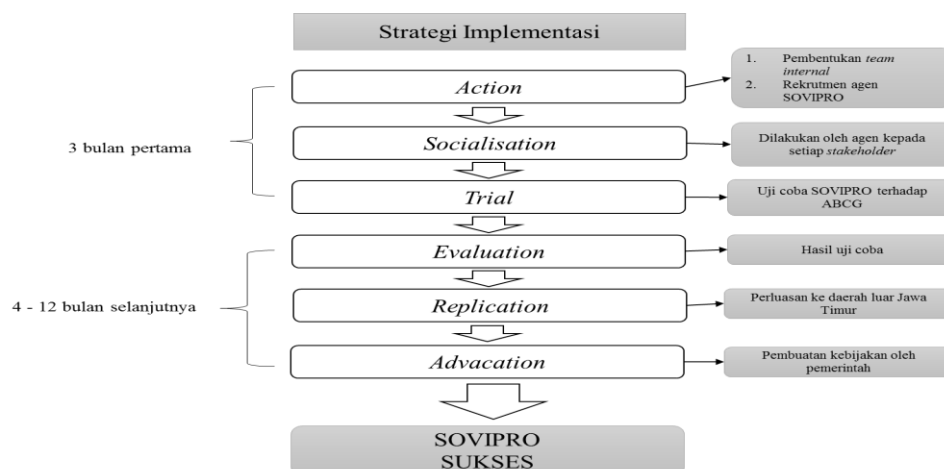 Strategi Implementasi
Action
1. Pembentukan team
internal
2. Rekrutmen agen
SOVIPRO
3 bulan pertama
Socialisation
Dilakukan oleh agen kepada
setiap stakeholder
Trial
Uji coba SOVIPRO terhadap
ABCG
Evaluation
Hasil uji coba
4 - 12 bulan selanjutnya
Replication
Perluasan ke daerah luar Jawa
Timur
Advacation
Pembuatan kebijakan oleh
pemerintah
SOVIPRO
SUKSES